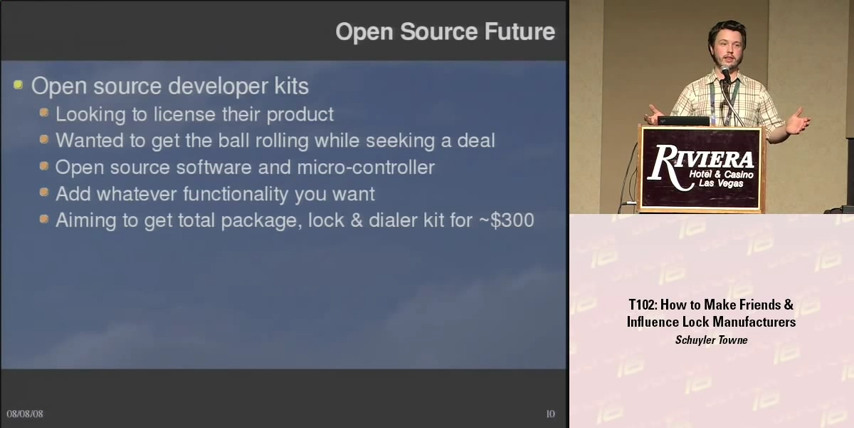 Open Source Future
Open source developer kits
Looking to license their product
Wanted to get the ball rolling while seeking a deal
Open source software and micro-controller
Add whatever functionality you want
Aiming to get total package, lock & dialer kit for ~$300
08/08/08
10
RIVIERA
Hotel & Casino
Las Vegas
T102: How to Make Friends &
Influence Lock Manufacturers
Schuyler Towne